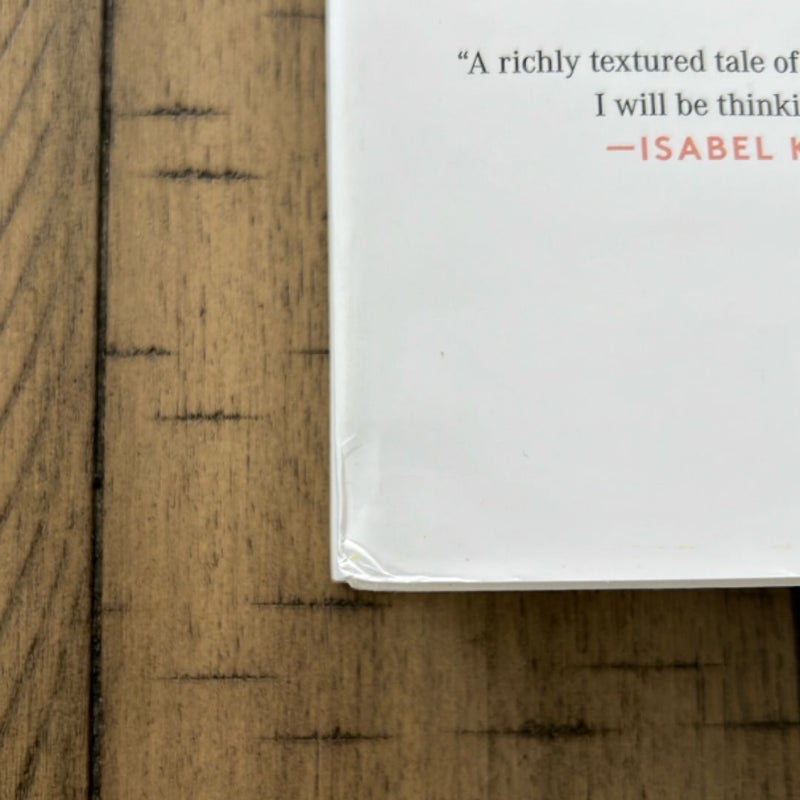 “A richly textured tale of
I will be thinki
—ISABEL K